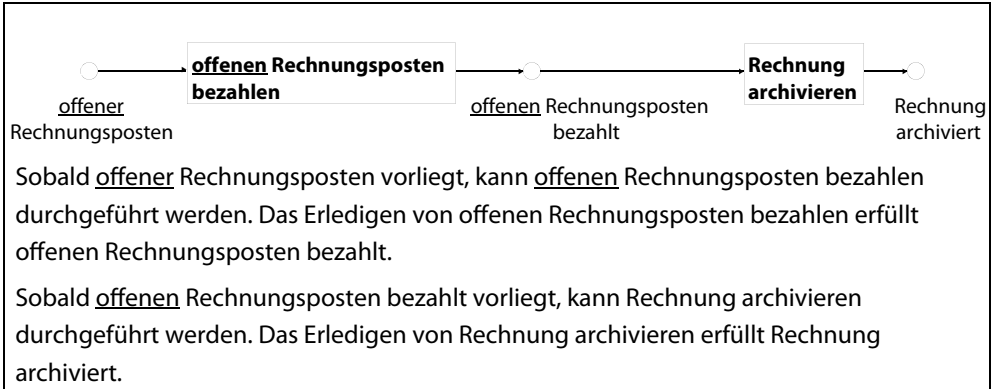 offenen Rechnungsposten
bezahlen
Rechnung
archivieren
offener
Rechnungsposten
offenen Rechnungsposten
bezahlt
Rechnung
archiviert
Sobald offener Rechnungsposten vorliegt, kann offenen Rechnungsposten bezahlen
durchgeführt werden. Das Erledigen von offenen Rechnungsposten bezahlen erfüllt
offenen Rechnungsposten bezahlt.
Sobald offenen Rechnungsposten bezahlt vorliegt, kann Rechnung archivieren
durchgeführt werden. Das Erledigen von Rechnung archivieren erfüllt Rechnung
archiviert.